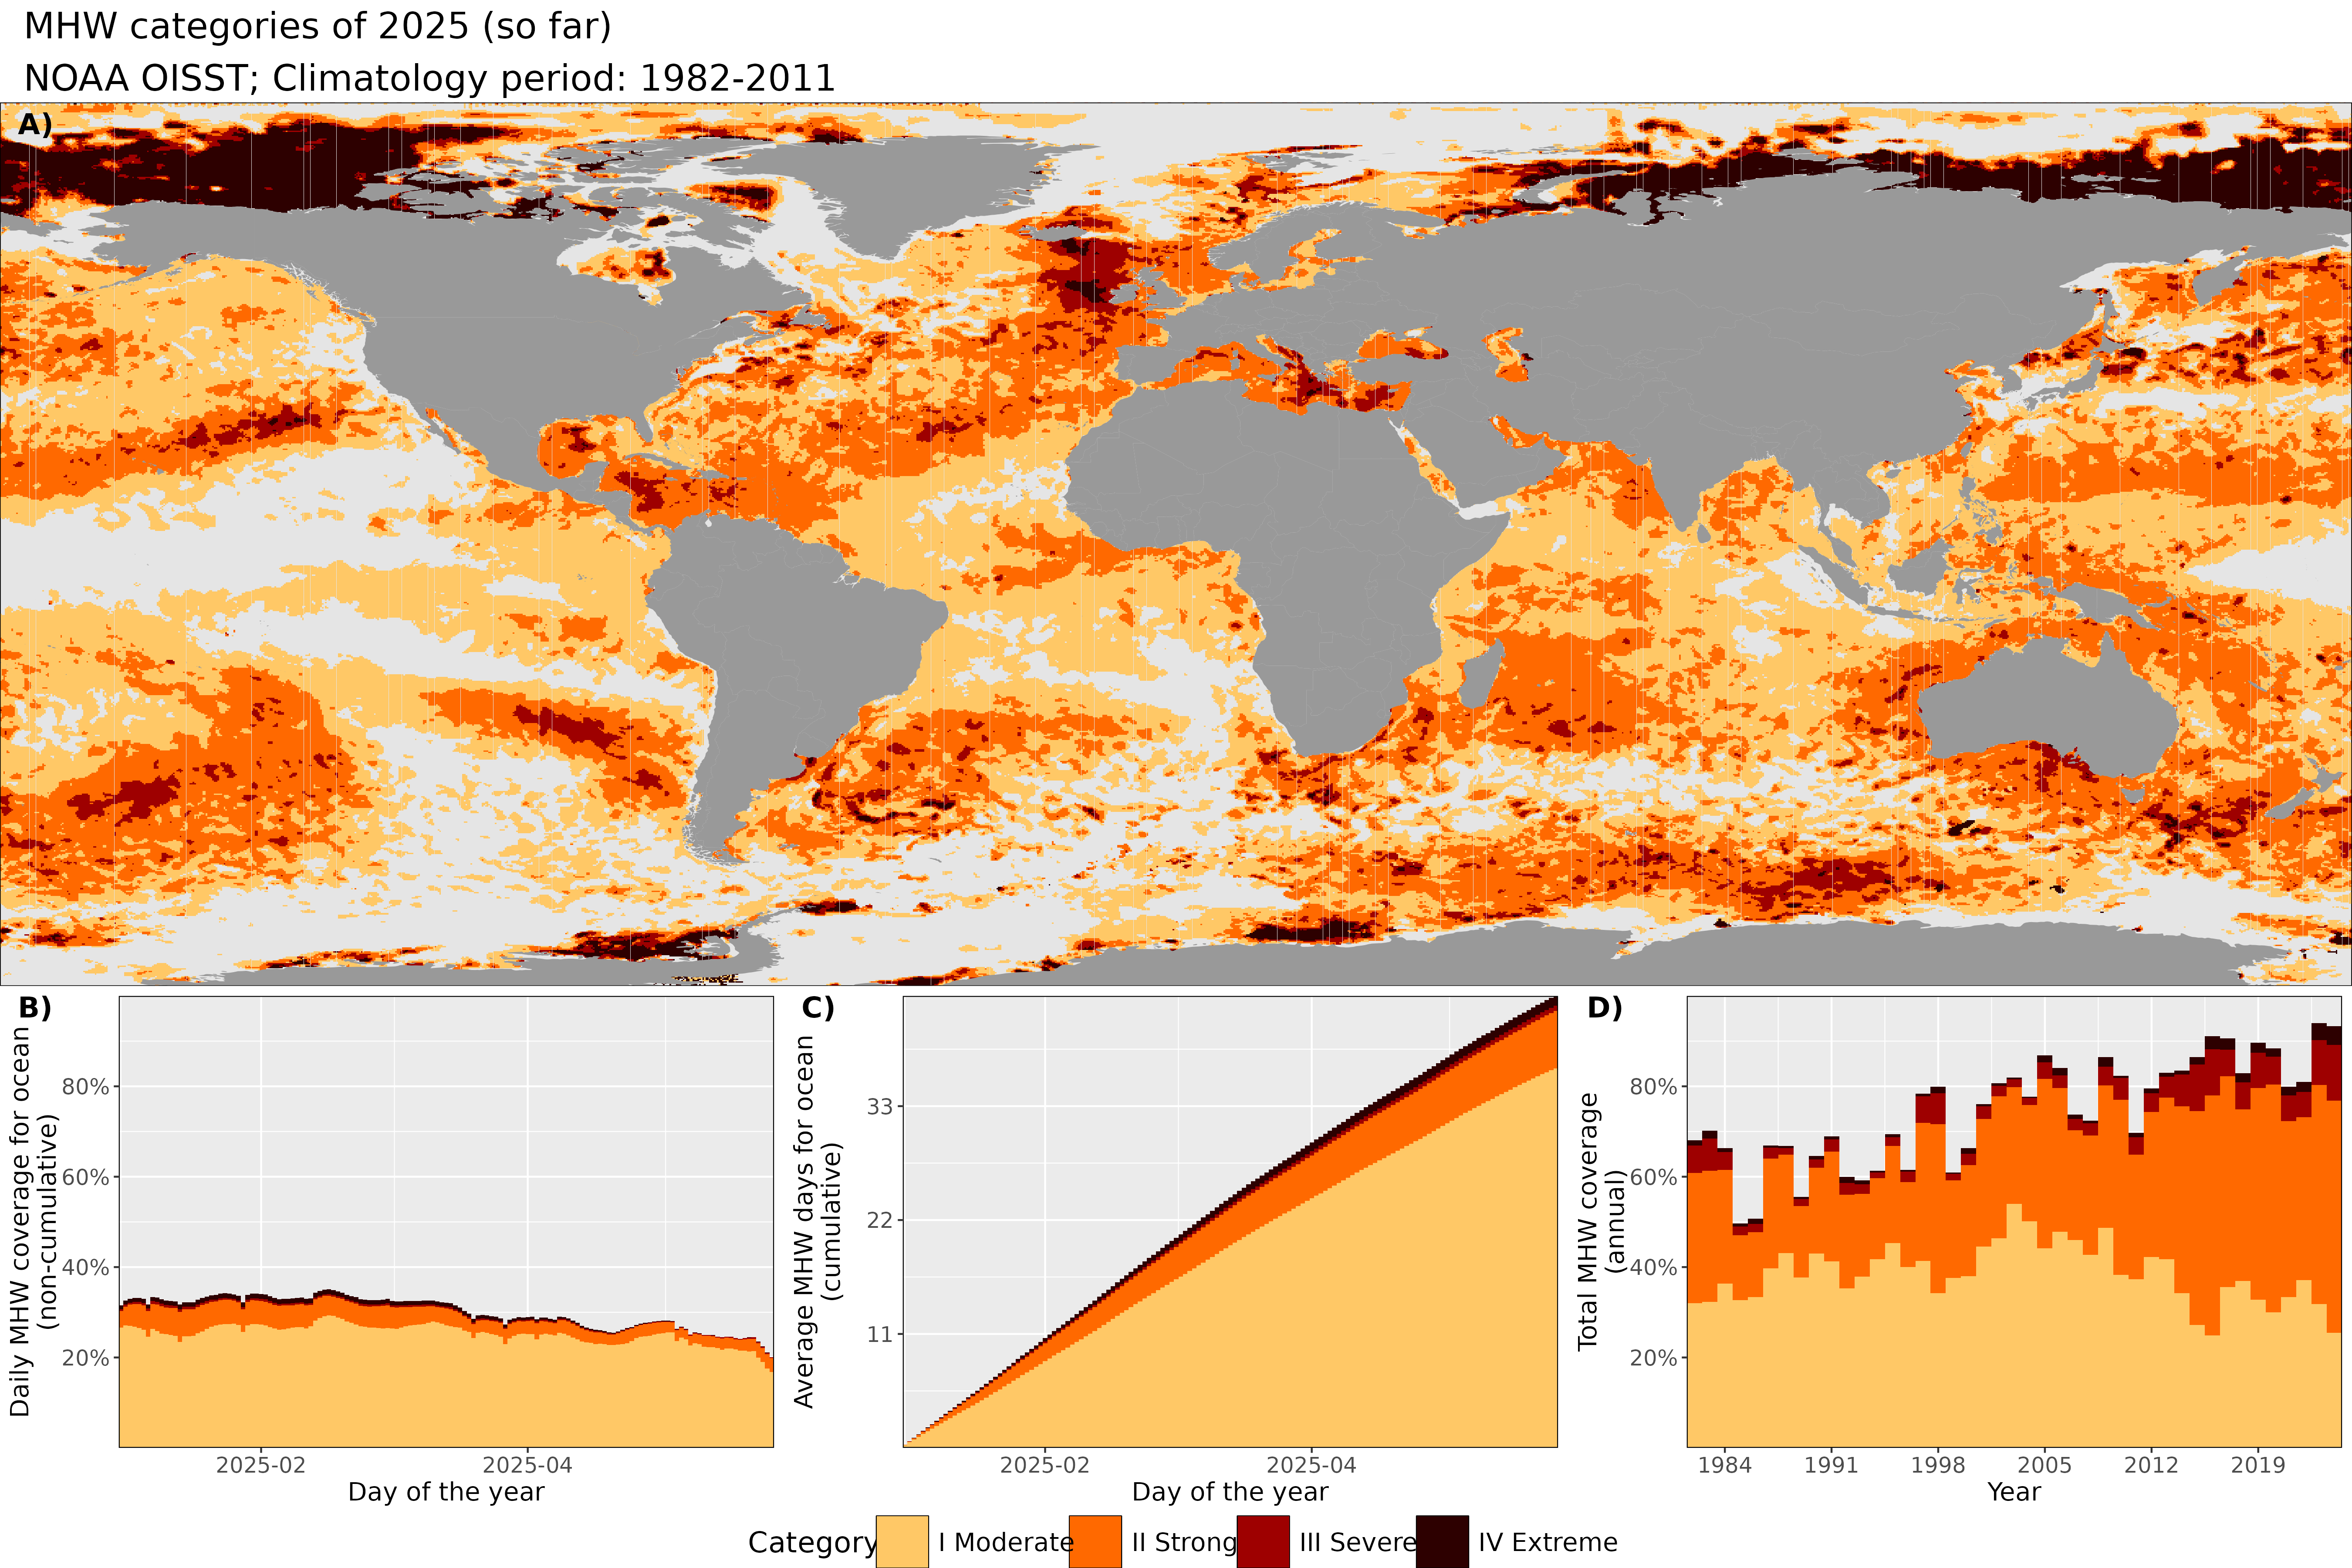 MHW categories of 2025 (so far)
NOAA OISST; Climatology period: 1982-2011
A)
B)
Daily MHW coverage for ocean
(non-cumulative)
80%
60%
40%
20%
2025-02
2025-04
Day of the year
C)
Average MHW days for ocean
(cumulative)
33
22
11
2025-02
2025-04
Day of the year
D)
Total MHW coverage
(annual)
80%
60%
40%
20%
1984
1991
1998
2005
2012
2019
Year
Category
I Moderate
II Strong
III Severe
IV Extreme